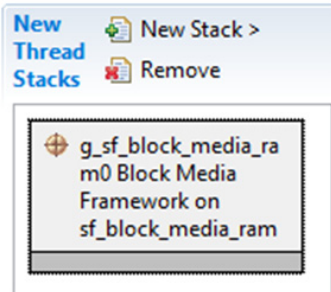 New Thread Stacks
New Stack >
Remove
g_sf_block_media_ra
m0 Block Media
Framework on
sf_block_media_ram